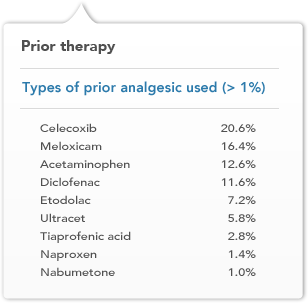 Prior therapy
Types of prior analgesic used (> 1%)
Celecoxib 20.6%
Meloxicam 16.4%
Acetaminophen 12.6%
Diclofenac 11.6%
Etodolac 7.2%
Ultracet 5.8%
Tiaprofenic acid 2.8%
Naproxen 1.4%
Nabumetone 1.0%